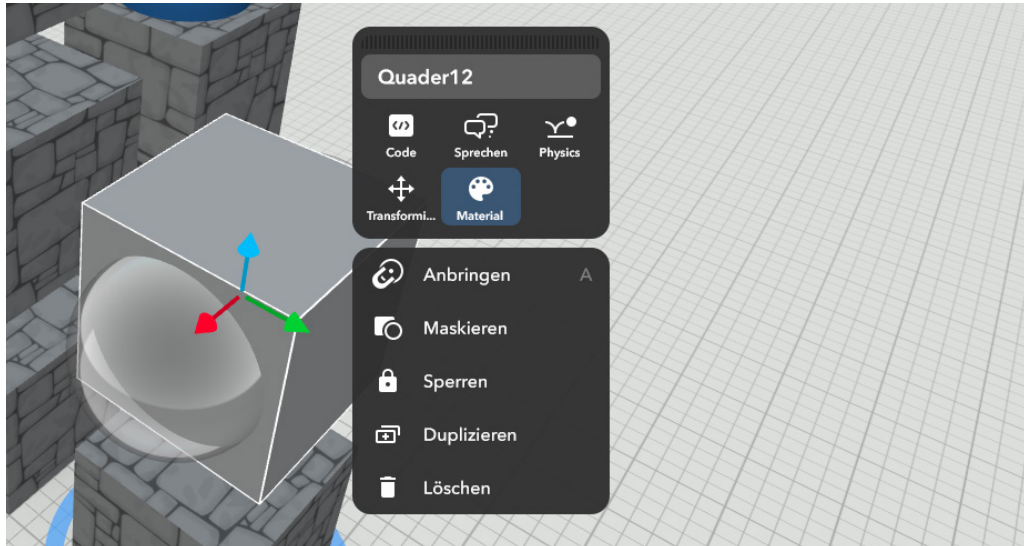 Quader12
Code Sprechen Physics
Transformi... Material
Anbringen A
Maskieren
Sperren
Duplizieren
Löschen